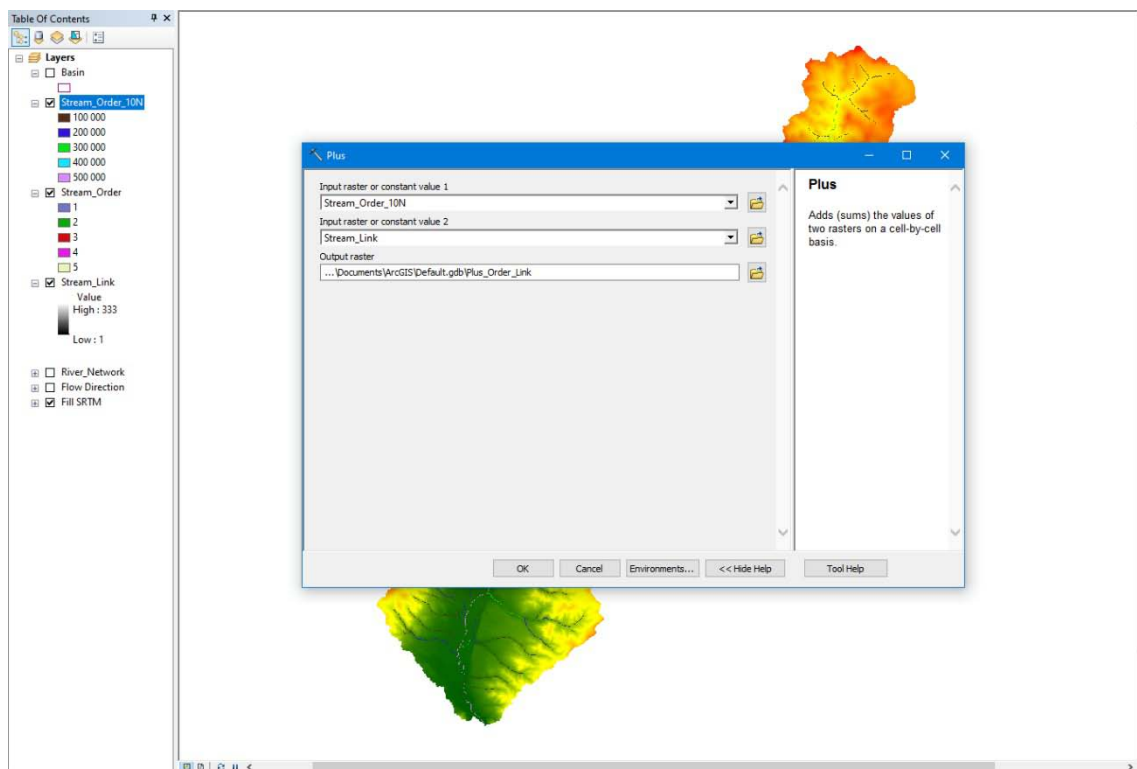 Table Of Contents
Layers
Basin
Stream_Order_10N
100 000
200 000
300 000
400 000
500 000
Stream_Order
1
2
3
4
5
Stream_Link
Value
High : 333
Low : 1
River_Network
Flow Direction
Fill SRTM
Plus
Input raster or constant value 1
Stream_Order_10N
Input raster or constant value 2
Stream_Link
Output raster
...\Documents\ArcGIS\Default.gdb\Plus_Order_Link
OK
Cancel
Environments...
<< Hide Help
Plus
Adds (sums) the values of
two rasters on a cell-by-cell
basis.
Tool Help